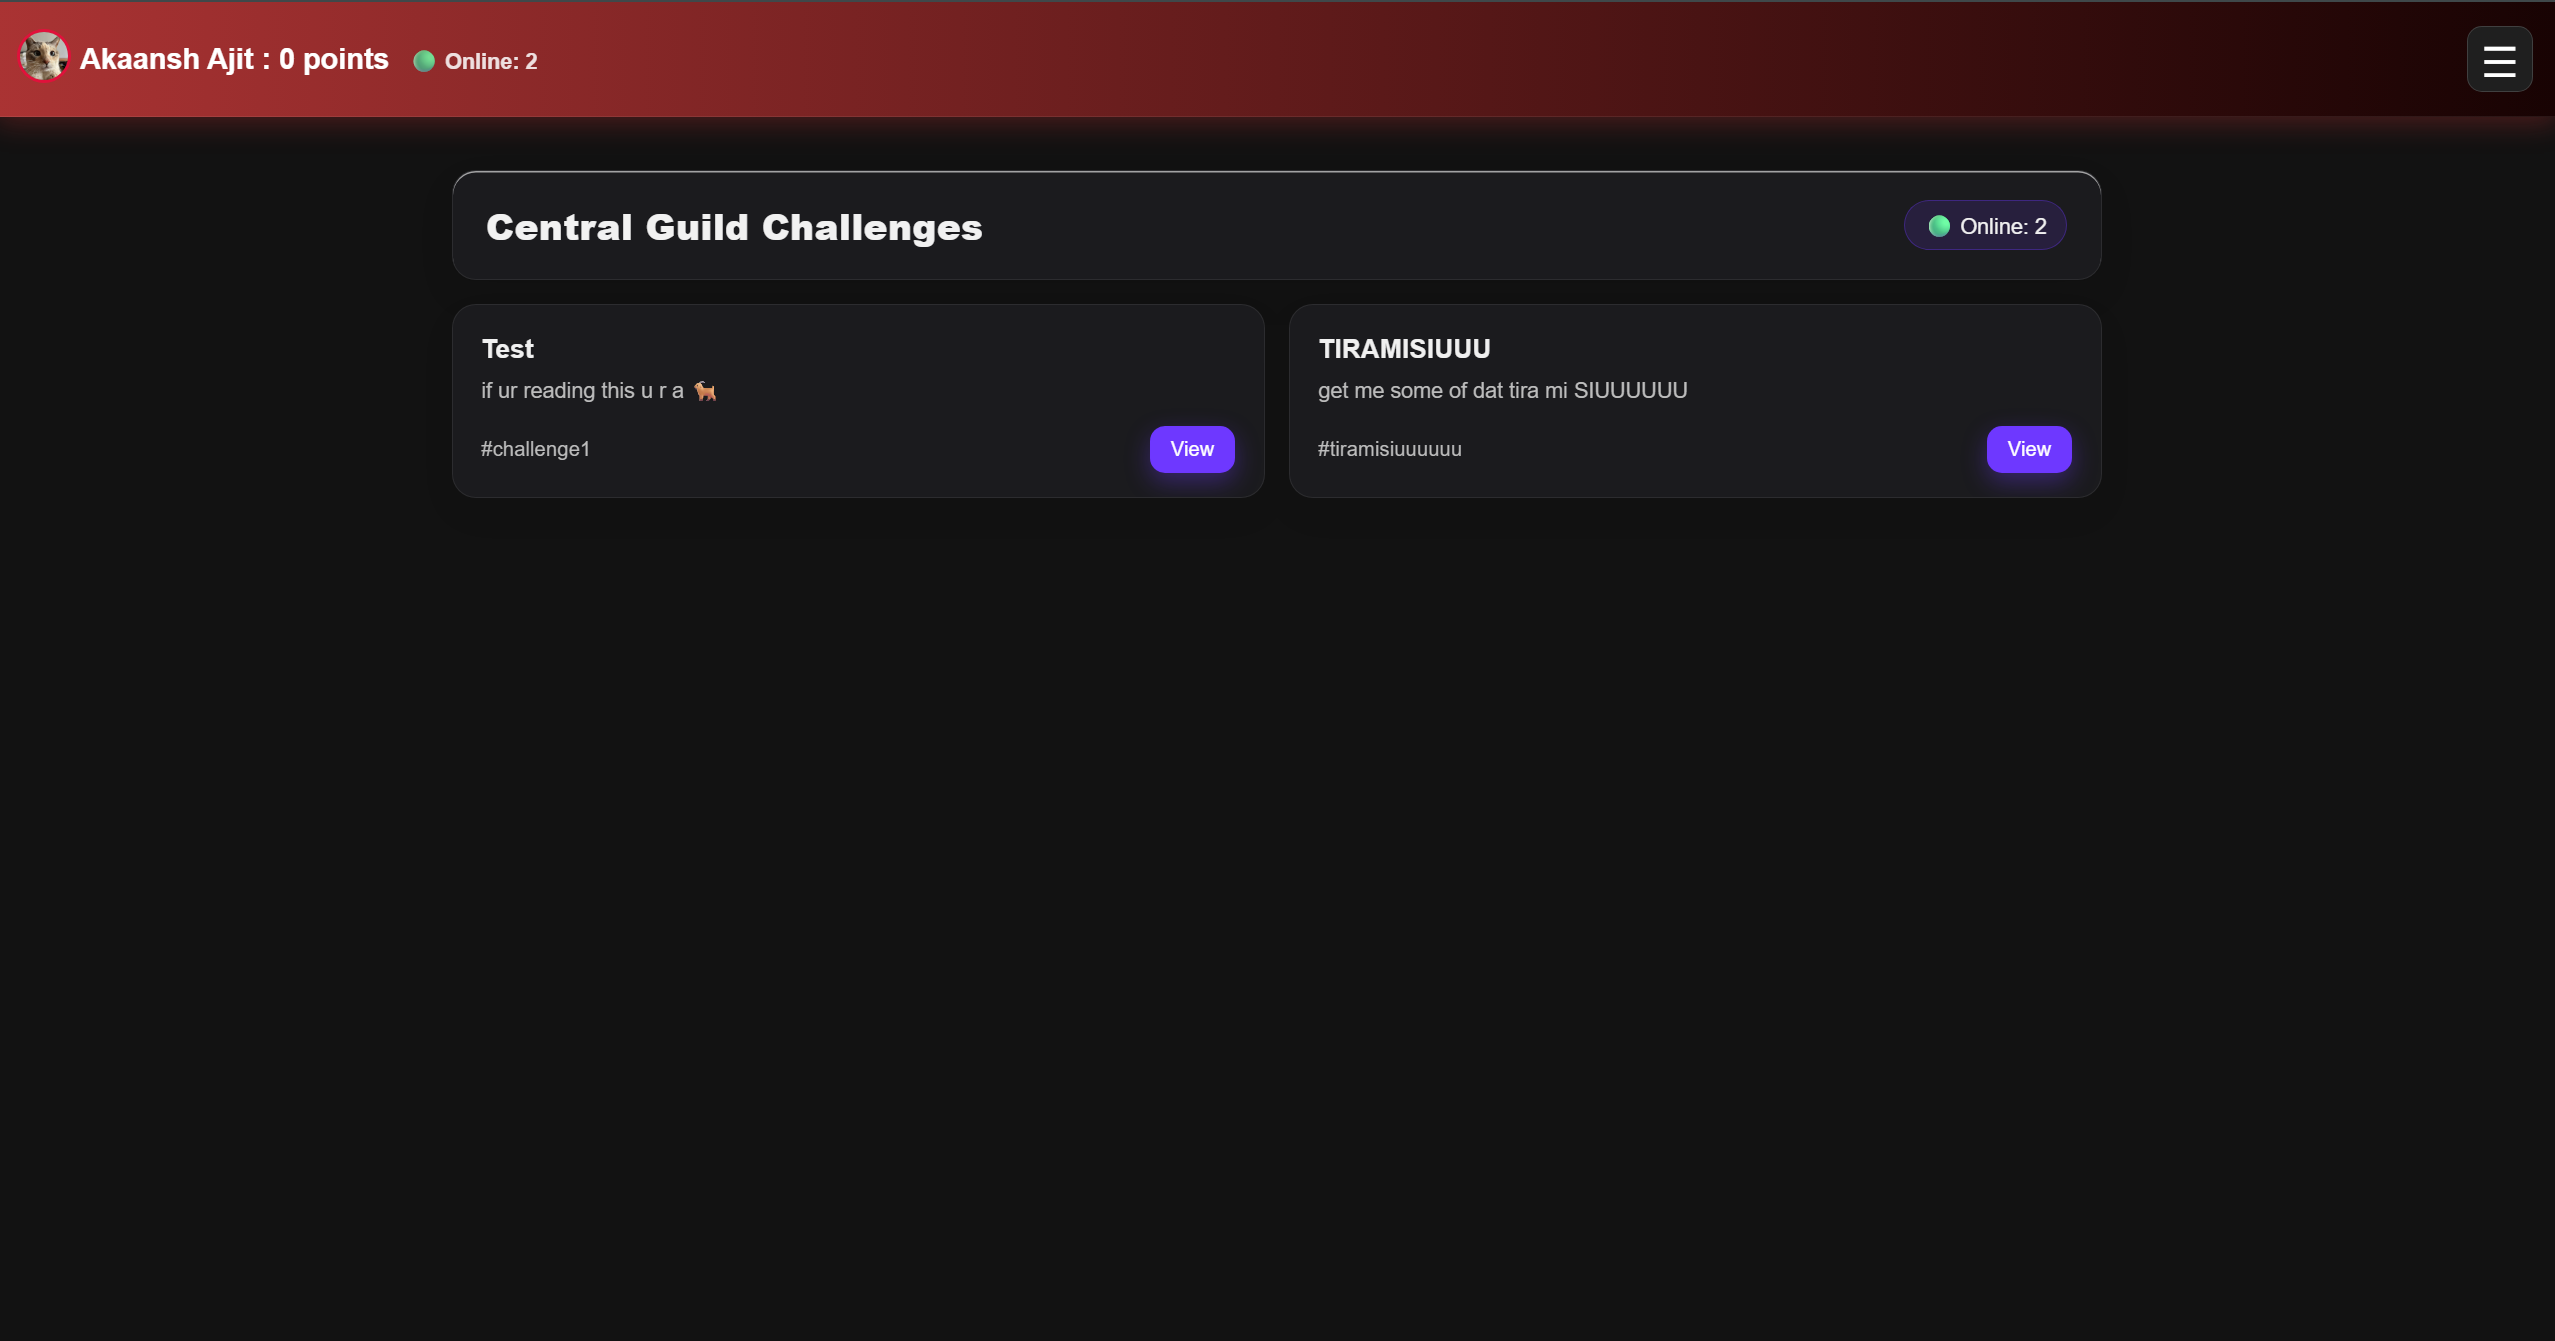 Akaansh Ajit : 0 points Online: 2
Central Guild Challenges
Online: 2
Test
if ur reading this u r a 🐕
#challenge1
View
TIRAMISIUUU
get me some of dat tira mi SIUUUUUU
#tiramisiuuuuuu
View